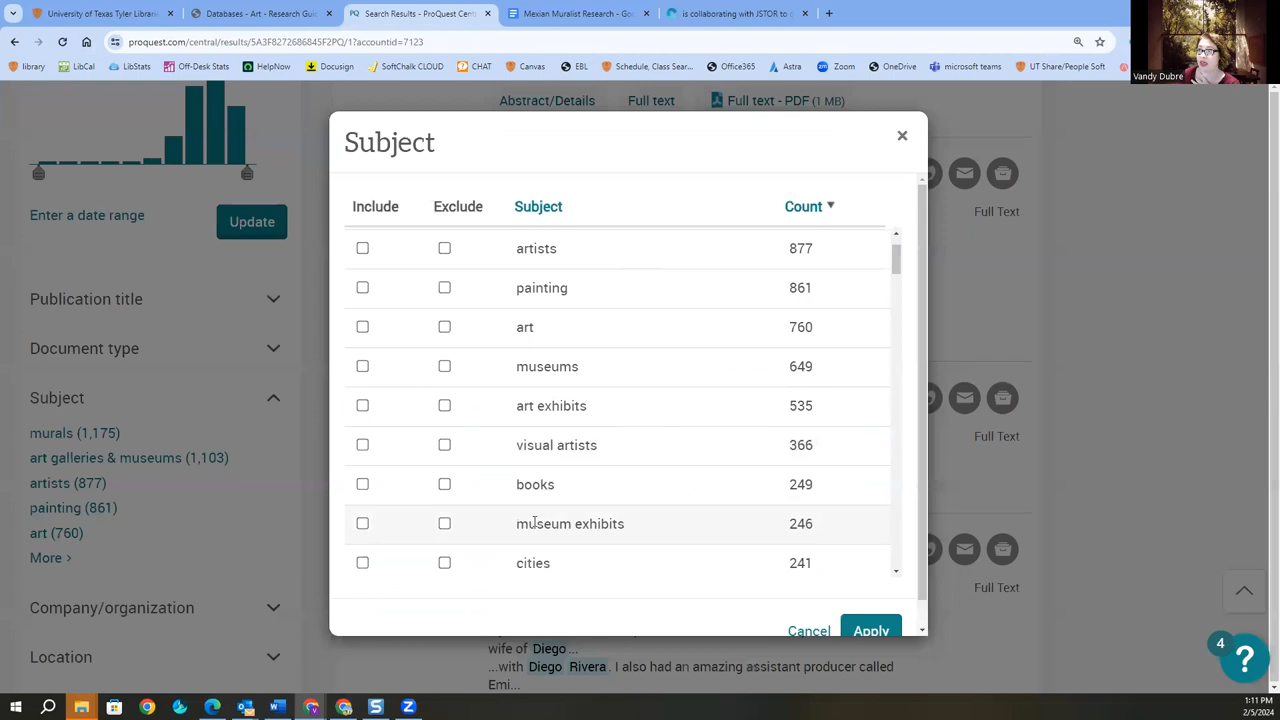 University of Texas Tyler Libraries
Databases - Art - Research Gui
PQ Search Results - ProQuest Centr
Mexian Muralist Research - Goo
is collaborating with JSTOR to d
proquest.com/central/results/5A3F8272686845F2PQ/1?accountid=7123
library LibCal LibStats Off-Desk Stats HelpNow Docusign SoftChalk CLOUD CHAT Canvas EBL Schedule, Class Sear... Office365 Astra Zoom OneDrive microsoft teams UT Share/People Soft
Vandy Dubre
Abstract/Details Full text Full text - PDF (1 MB)
Enter a date range
Update
Publication title
Document type
Subject
murals (1,175)
art galleries & museums (1,103)
artists (877)
painting (861)
art (760)
More >
Company/organization
Location
Subject
Include Exclude Subject Count
artists 877
painting 861
art 760
museums 649
art exhibits 535
visual artists 366
books 249
museum exhibits 246
cities 241
Cancel Apply
Full Text
Full Text
Full Text
wife of Diego...
...with Diego Rivera. I also had an amazing assistant producer called
Emi...
4
?
1:11 PM
2/5/2024